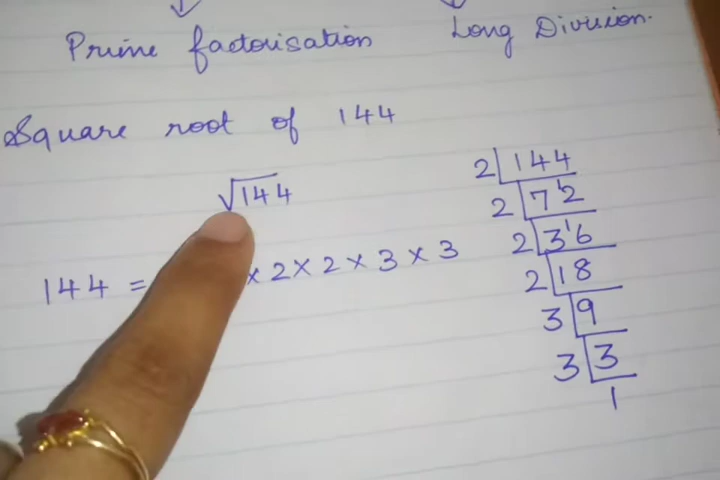 Prime factorisation Long Division.
Square root of 144
√144
144 = × 2 × 2 × 3 × 3
2 144
2 72
2 36
2 18
3 9
3 3
1